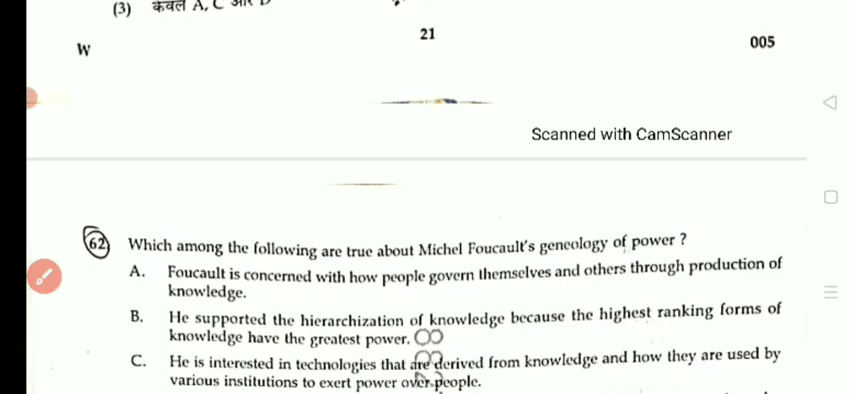 (3) केवल A, C और D
21
W
005
Scanned with CamScanner
62 Which among the following are true about Michel Foucault's geneology of power ?
A. Foucault is concerned with how people govern themselves and others through production of
knowledge.
B. He supported the hierarchization of knowledge because the highest ranking forms of
knowledge have the greatest power.
C. He is interested in technologies that are derived from knowledge and how they are used by
various institutions to exert power over people.